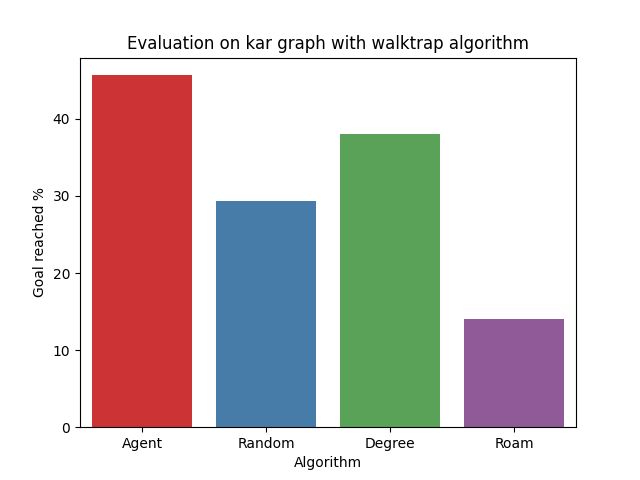 Evaluation on kar graph with walktrap algorithm
Goal reached %
40
30
20
10
0
Agent Random Degree Roam
Algorithm